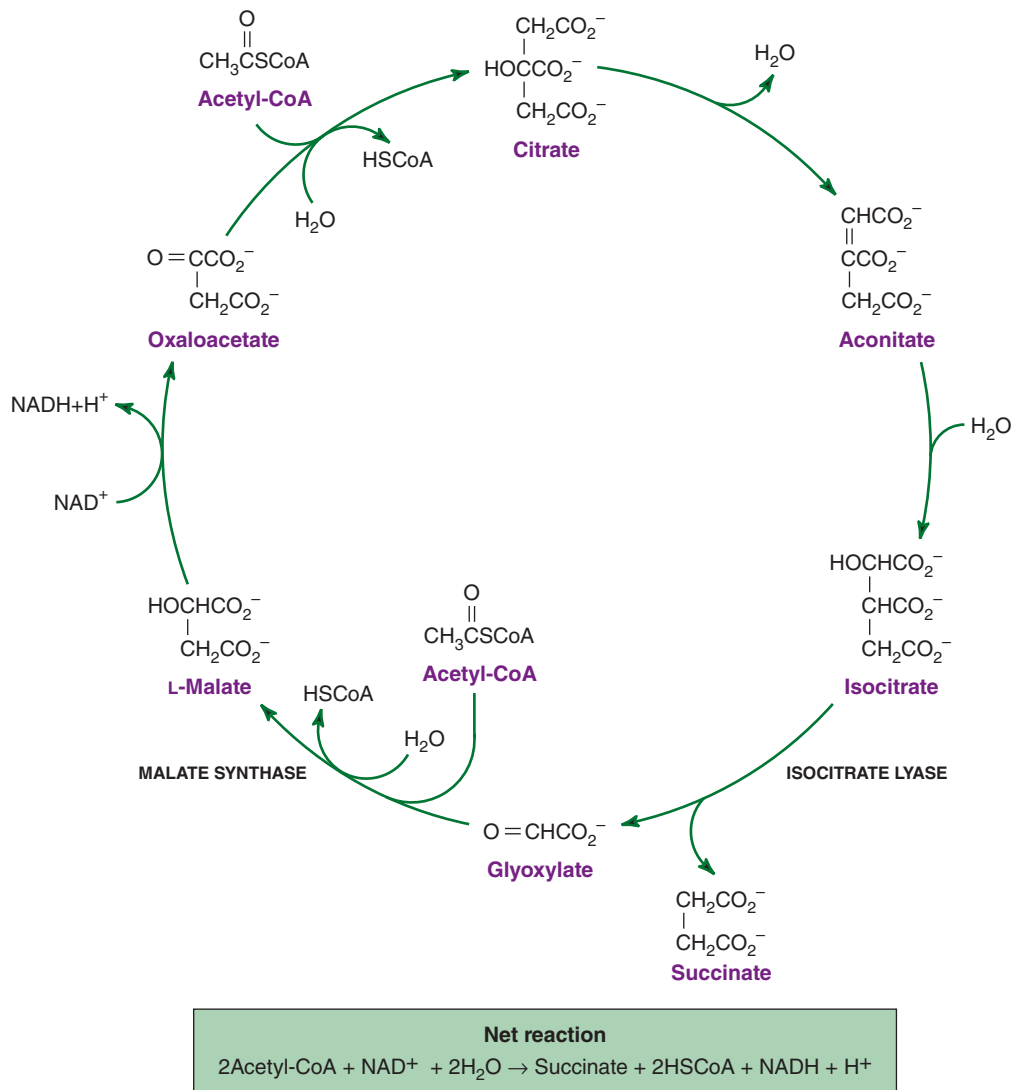 O
CH₃CSCoA
Acetyl-CoA
HSCoA
H₂O
CH₂CO₂⁻
HOCCO₂⁻
CH₂CO₂⁻
Citrate
H₂O
CHCO₂⁻
CCO₂⁻
CH₂CO₂⁻
Aconitate
H₂O
HOCHCO₂⁻
CHCO₂⁻
CH₂CO₂⁻
Isocitrate
ISOCITRATE LYASE
CH₂CO₂⁻
CH₂CO₂⁻
Succinate
O=CHCO₂⁻
Glyoxylate
O
CH₃CSCoA
Acetyl-CoA
H₂O
HSCoA
MALATE SYNTHASE
HOCHCO₂⁻
CH₂CO₂⁻
L-Malate
NAD⁺
NADH+H⁺
O=CCO₂⁻
CH₂CO₂⁻
Oxaloacetate
Net reaction
2Acetyl-CoA + NAD⁺ + 2H₂O → Succinate + 2HSCoA + NADH + H⁺